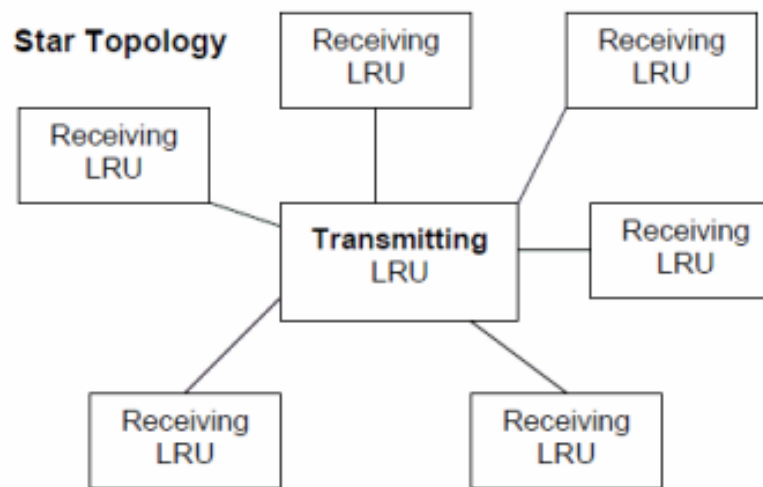 Star Topology
Receiving
LRU
Receiving
LRU
Receiving
LRU
Transmitting
LRU
Receiving
LRU
Receiving
LRU
Receiving
LRU